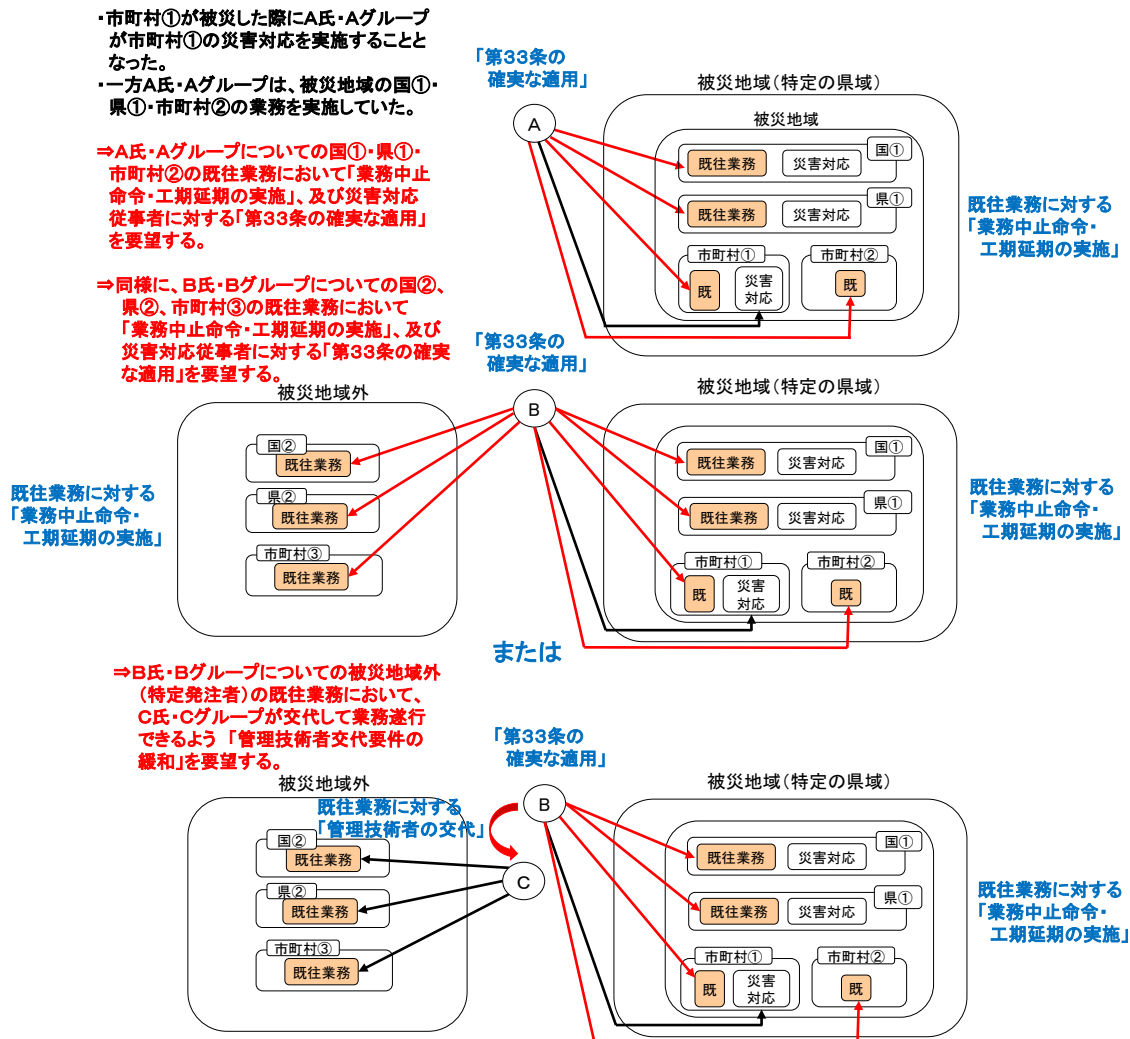 ・市町村①が被災した際にA氏・Aグループ
が市町村①の災害対応を実施することと
なった。
・一方A氏・Aグループは、被災地域の国①・
県①・市町村②の業務を実施していた。
⇒A氏・Aグループについての国①・県①・
市町村②の既往業務において「業務中止
命令・工期延期の実施」、及び災害対応
従事者に対する「第33条の確実な適用」
を要望する。
⇒同様に、B氏・Bグループについての国②、
県②、市町村③の既往業務において
「業務中止命令・工期延期の実施」、及び
災害対応従事者に対する「第33条の確実
な適用」を要望する。
「第33条の
確実な適用」
A
被災地域(特定の県域)
被災地域
国①
既往業務
災害対応
県①
既往業務
災害対応
市町村①
既
災害
対応
市町村②
既
既往業務に対する
「業務中止命令・
工期延期の実施」
「第33条の
確実な適用」
被災地域外
B
被災地域(特定の県域)
国②
既往業務
県②
既往業務
市町村③
既往業務
既往業務に対する
「業務中止命令・
工期延期の実施」
国①
既往業務
災害対応
県①
既往業務
災害対応
市町村①
既
災害
対応
市町村②
既
既往業務に対する
「業務中止命令・
工期延期の実施」
または
⇒B氏・Bグループについての被災地域外
(特定発注者)の既往業務において、
C氏・Cグループが交代して業務遂行
できるよう「管理技術者交代要件の
緩和」を要望する。
「第33条の
確実な適用」
被災地域外
既往業務に対する
「管理技術者の交代」
B
C
被災地域(特定の県域)
国②
既往業務
県②
既往業務
市町村③
既往業務
国①
既往業務
災害対応
県①
既往業務
災害対応
市町村①
既
災害
対応
市町村②
既
既往業務に対する
「業務中止命令・
工期延期の実施」